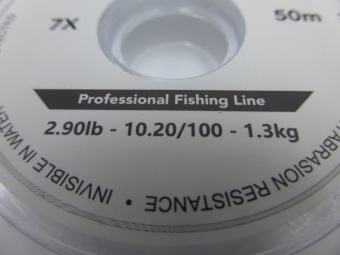 7X
50m
Professional Fishing Line
2.90lb - 10.20/100 - 1.3kg
ABRASION RESISTANCE • INVISIBLE IN WATER